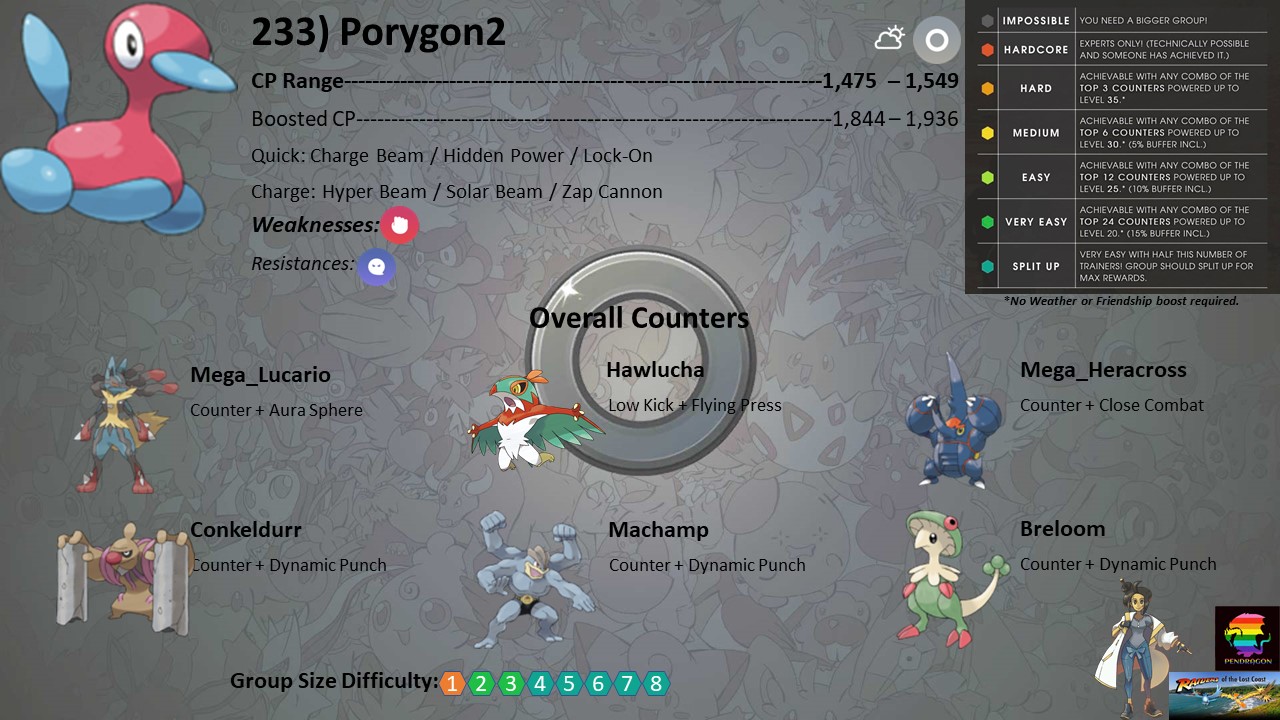 233) Porygon2
CP Range--------------------------------------------------------------------1,475 – 1,549
Boosted CP--------------------------------------------------------------------1,844 – 1,936
Quick: Charge Beam / Hidden Power / Lock-On
Charge: Hyper Beam / Solar Beam / Zap Cannon
Weaknesses:
Resistances:
IMPOSSIBLE YOU NEED A BIGGER GROUP!
HARDCORE EXPERTS ONLY! (TECHNICALLY POSSIBLE
AND SOMEONE HAS ACHIEVED IT.)
HARD ACHIEVABLE WITH ANY COMBO OF THE
TOP 3 COUNTERS POWERED UP TO
LEVEL 35.*
MEDIUM ACHIEVABLE WITH ANY COMBO OF THE
TOP 6 COUNTERS POWERED UP TO
LEVEL 30.* (5% BUFFER INCL.)
EASY ACHIEVABLE WITH ANY COMBO OF THE
TOP 12 COUNTERS POWERED UP TO
LEVEL 25.* (10% BUFFER INCL.)
VERY EASY ACHIEVABLE WITH ANY COMBO OF THE
TOP 24 COUNTERS POWERED UP TO
LEVEL 20.* (15% BUFFER INCL.)
SPLIT UP VERY EASY WITH HALF THIS NUMBER OF
TRAINERS! GROUP SHOULD SPLIT UP FOR
MAX REWARDS.
*No Weather or Friendship boost required.
Overall Counters
Mega_Lucario
Counter + Aura Sphere
Hawlucha
Low Kick + Flying Press
Mega_Heracross
Counter + Close Combat
Conkeldurr
Counter + Dynamic Punch
Machamp
Counter + Dynamic Punch
Breloom
Counter + Dynamic Punch
Group Size Difficulty: 1 2 3 4 5 6 7 8
PENDRAGON
RAIDERS of the Lost Coast